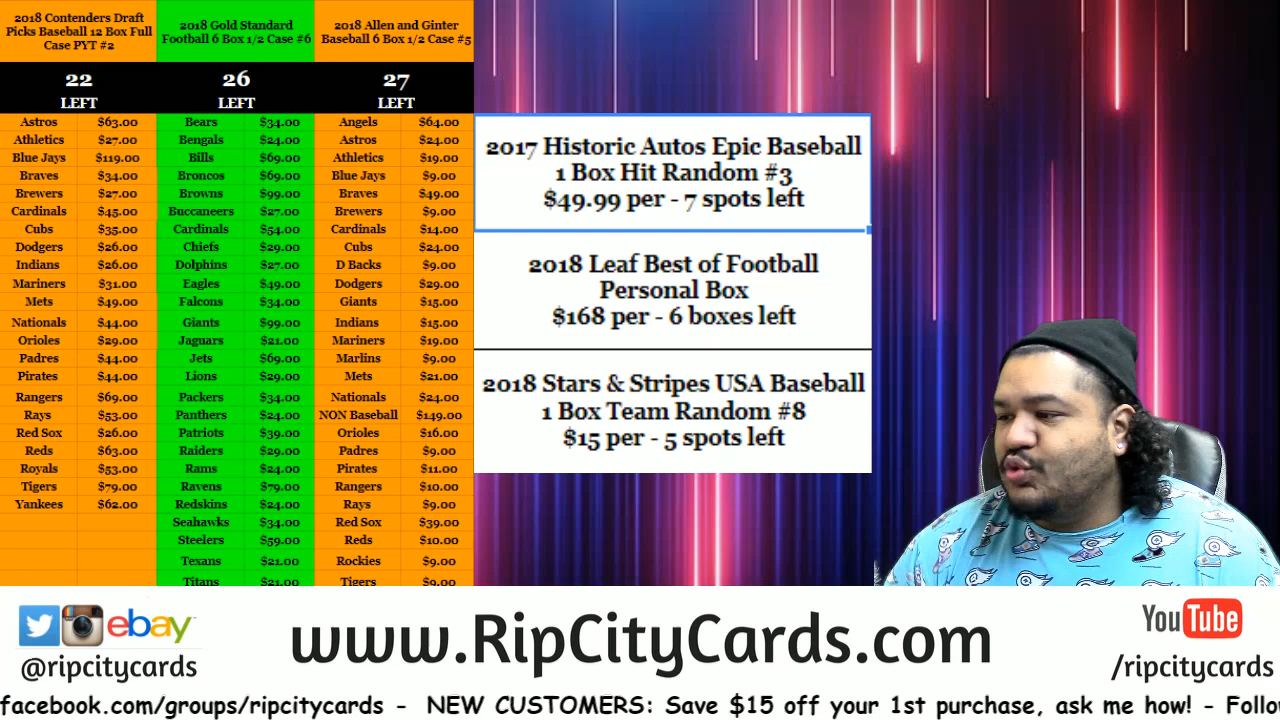 2018 Contenders Draft
Picks Baseball 12 Box Full
Case PYT #2
22
LEFT
Astros $63.00
Athletics $27.00
Blue Jays $119.00
Braves $34.00
Brewers $27.00
Cardinals $45.00
Cubs $35.00
Dodgers $26.00
Indians $26.00
Mariners $31.00
Mets $49.00
Nationals $44.00
Orioles $29.00
Padres $44.00
Pirates $44.00
Rangers $69.00
Rays $53.00
Red Sox $26.00
Reds $63.00
Royals $53.00
Tigers $79.00
Yankees $62.00
2018 Gold Standard
Football 6 Box 1/2 Case #6
26
LEFT
Bears $34.00
Bengals $24.00
Bills $69.00
Broncos $69.00
Browns $99.00
Buccaneers $27.00
Cardinals $54.00
Chiefs $29.00
Dolphins $27.00
Eagles $49.00
Falcons $34.00
Giants $99.00
Jaguars $21.00
Jets $69.00
Lions $29.00
Packers $34.00
Panthers $24.00
Patriots $39.00
Raiders $29.00
Rams $24.00
Ravens $79.00
Redskins $24.00
Seahawks $34.00
Steelers $59.00
Texans $21.00
Titans $21.00
2018 Allen and Ginter
Baseball 6 Box 1/2 Case #5
27
LEFT
Angels $64.00
Astros $24.00
Athletics $19.00
Blue Jays $9.00
Braves $49.00
Brewers $9.00
Cardinals $14.00
Cubs $24.00
D Backs $9.00
Dodgers $29.00
Giants $15.00
Indians $15.00
Mariners $19.00
Marlins $9.00
Mets $21.00
Nationals $24.00
NON Baseball $149.00
Orioles $16.00
Padres $9.00
Pirates $11.00
Rangers $10.00
Rays $9.00
Red Sox $39.00
Reds $10.00
Rockies $9.00
Tigers $9.00
2017 Historic Autos Epic Baseball
1 Box Hit Random #3
$49.99 per - 7 spots left
2018 Leaf Best of Football
Personal Box
$168 per - 6 boxes left
2018 Stars & Stripes USA Baseball
1 Box Team Random #8
$15 per - 5 spots left
ebay
@ripcitycards
www.RipCityCards.com
YouTube
/ripcitycards
facebook.com/groups/ripcitycards - NEW CUSTOMERS: Save $15 off your 1st purchase, ask me how! - Follo